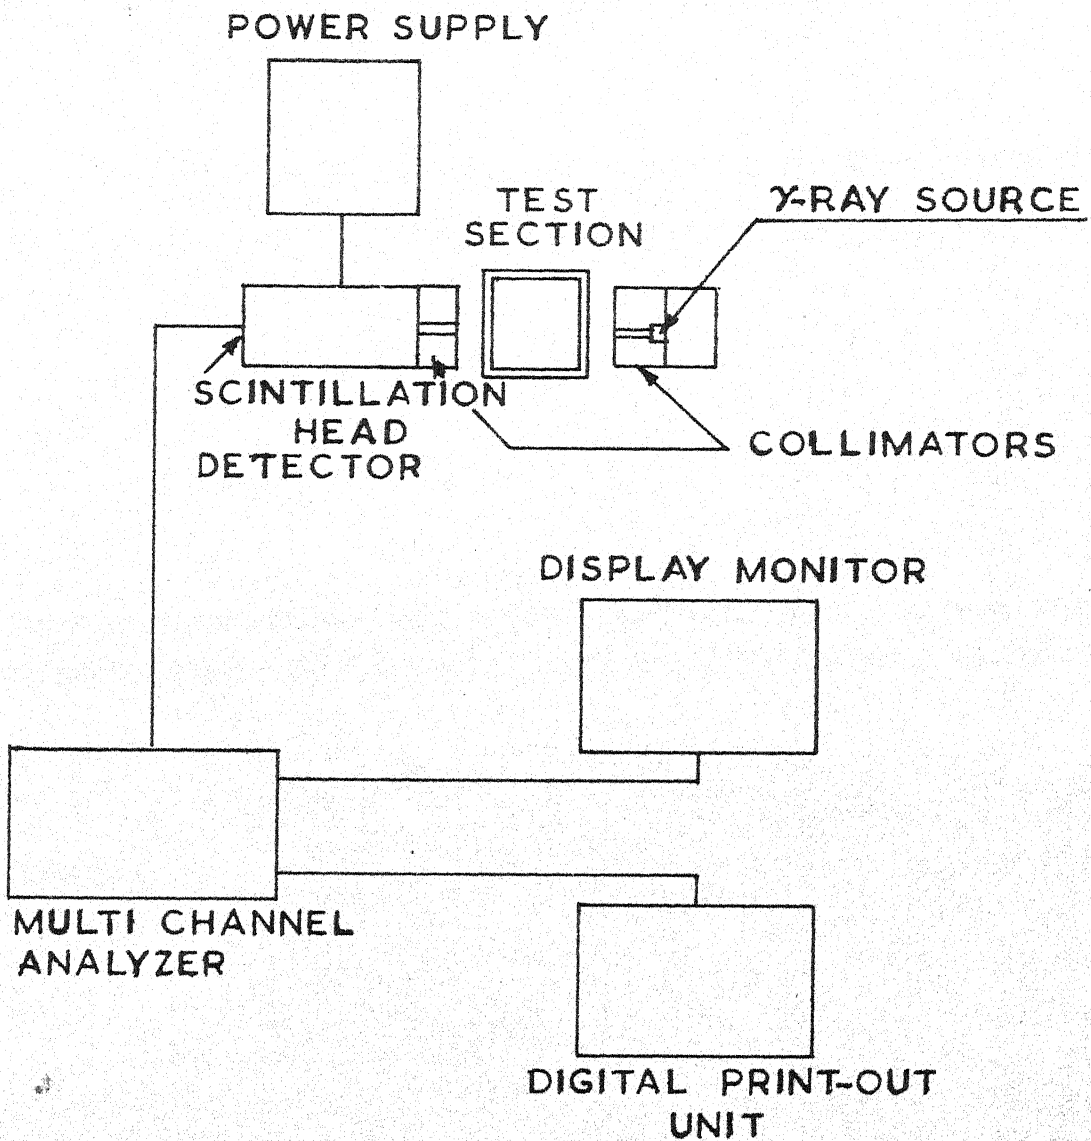 POWER SUPPLY
TEST
SECTION
γ-RAY SOURCE
SCINTILLATION
HEAD
DETECTOR
COLLIMATORS
DISPLAY MONITOR
MULTI CHANNEL
ANALYZER
DIGITAL PRINT-OUT
UNIT